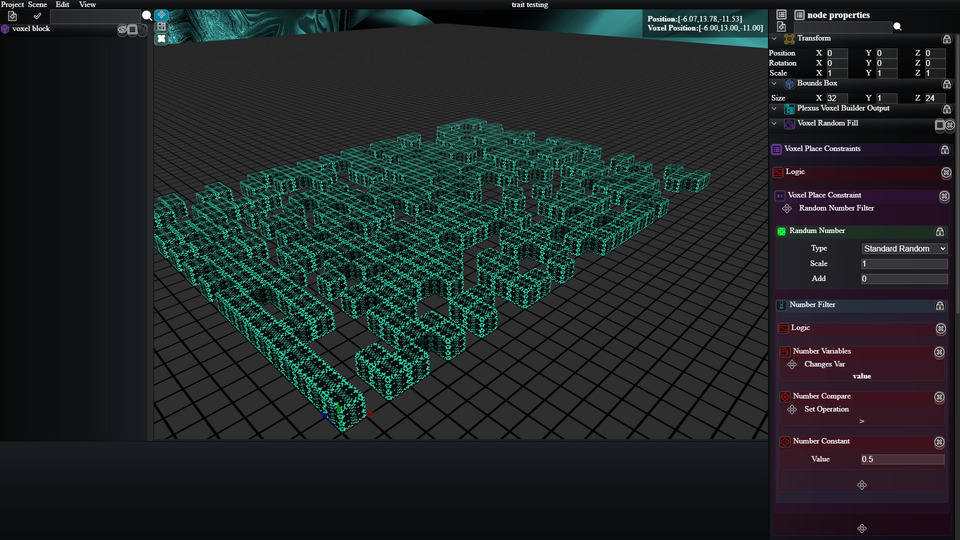 Project Scene Edit View
trait testing
voxel block
Position:[-6.07,13.78,-11.53]
Voxel Position:[-6.00,13.00,-11.00]
node properties
Transform
Position X 0 Y 0 Z 0
Rotation X 0 Y 0 Z 0
Scale X 1 Y 1 Z 1
Bounds Box
Size X 32 Y 1 Z 24
Plexus Voxel Builder Output
Voxel Random Fill
Voxel Place Constraints
Logic
Voxel Place Constraint
Random Number Filter
Random Number
Type Standard Random
Scale 1
Add 0
Number Filter
Logic
Number Variables
Changes Var
value
Number Compare
Set Operation
>
Number Constant
Value 0.5